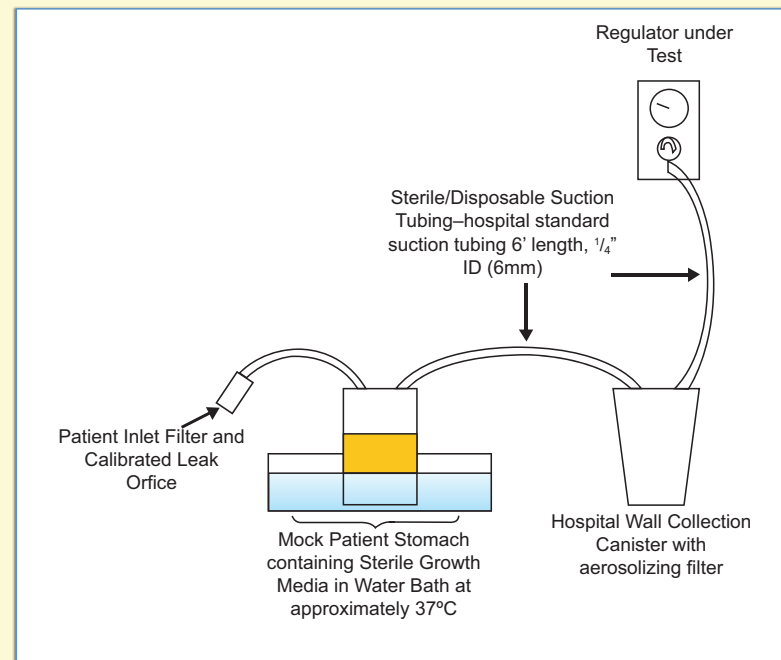 Regulator under
Test
Sterile/Disposable Suction
Tubing–hospital standard
suction tubing 6’ length, 1/4”
ID (6mm)
Patient Inlet Filter and
Calibrated Leak
Orfice
Mock Patient Stomach
containing Sterile Growth
Media in Water Bath at
approximately 37ºC
Hospital Wall Collection
Canister with
aerosolizing filter